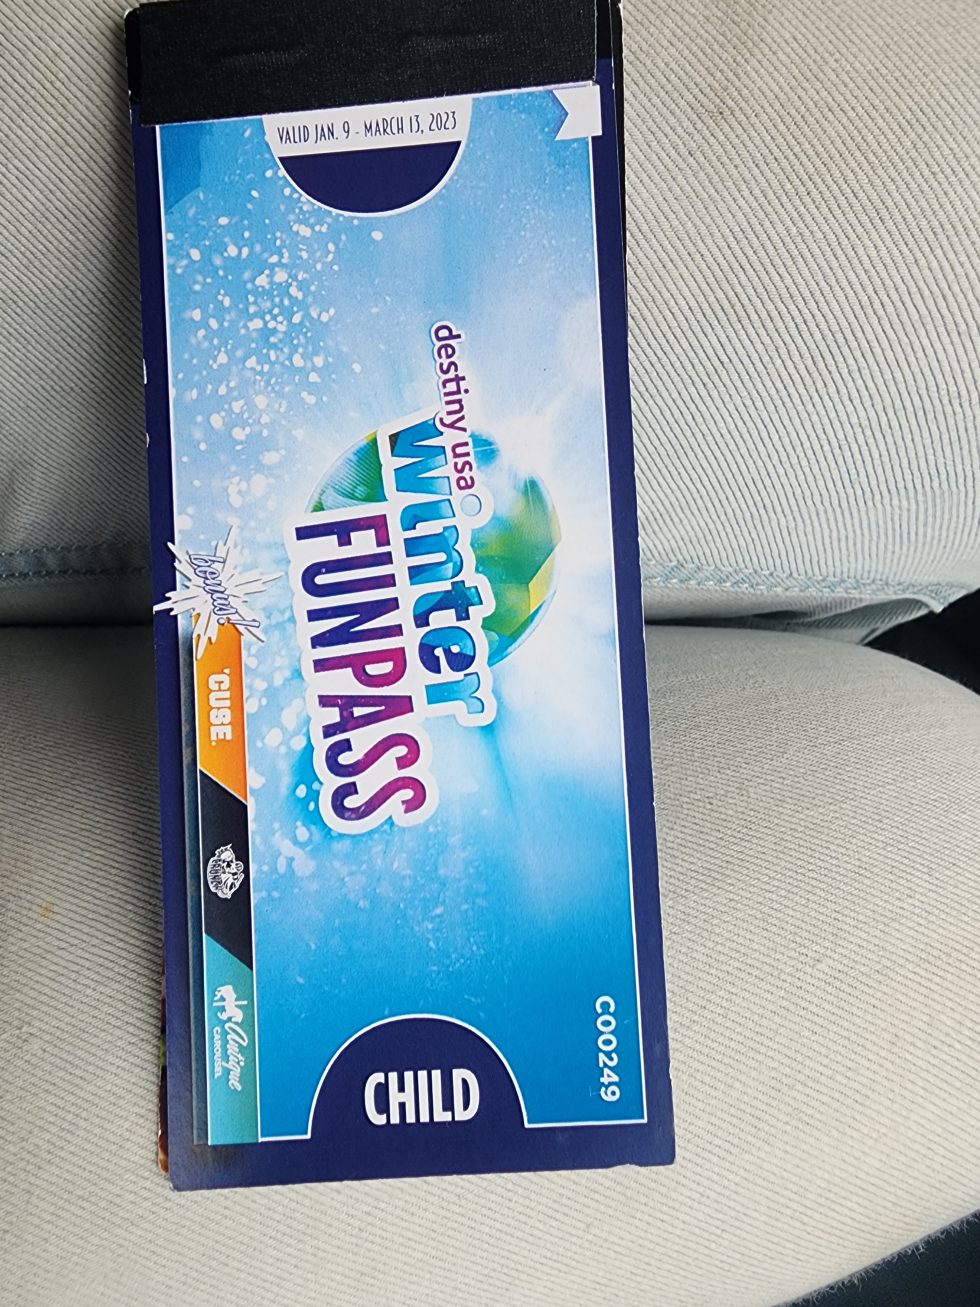 VALID JAN. 9 - MARCH 13, 2023
destiny usa
winter
FUNPASS
bonus!
'CUSE.
Antique
CAROUSEL
CHILD
C00249